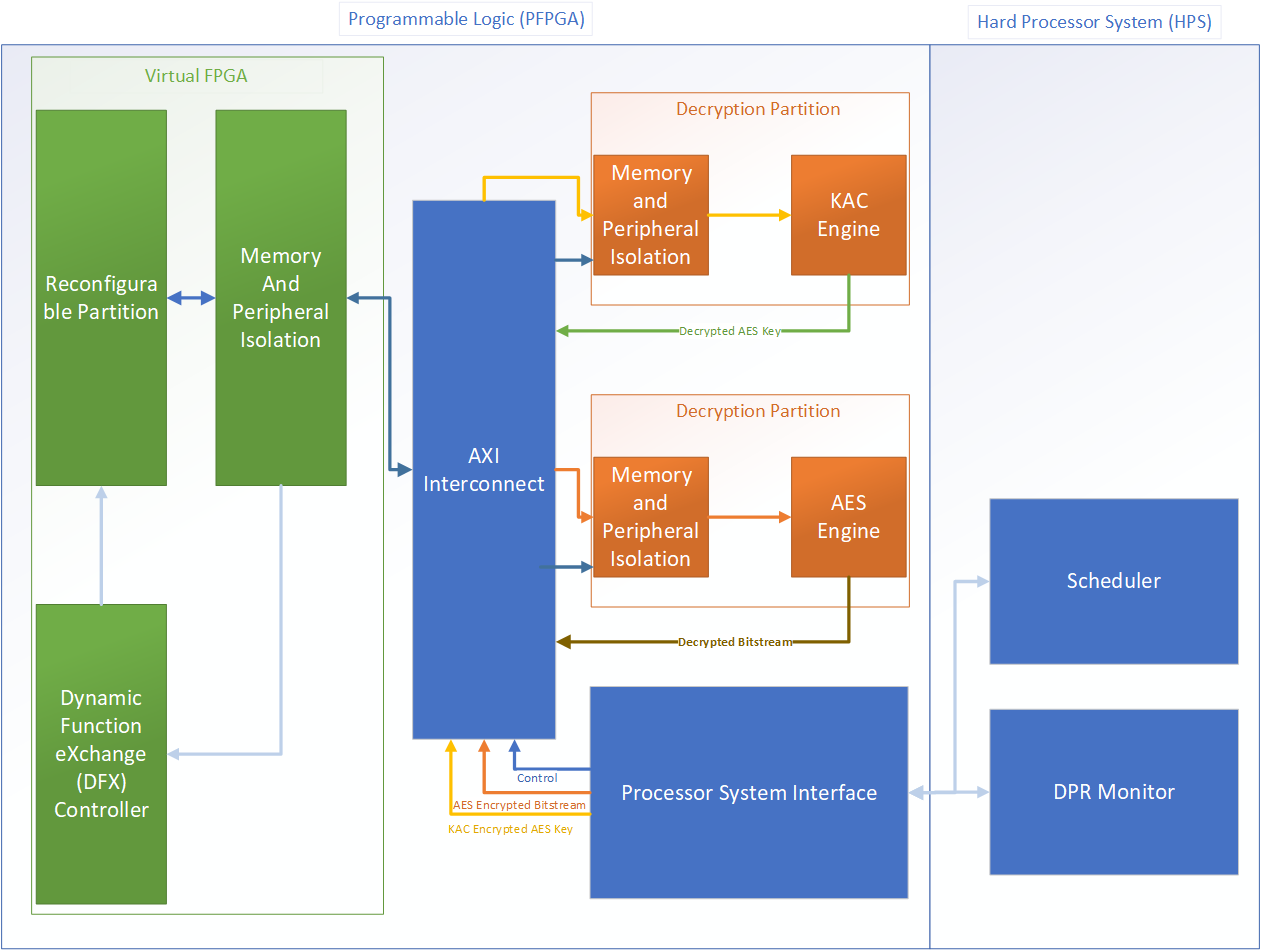 Programmable Logic (PFPGA)
Hard Processor System (HPS)
Virtual FPGA
Reconfigura
ble Partition
Memory
And
Peripheral
Isolation
Dynamic
Function
eXchange
(DFX)
Controller
AXI
Interconnect
Decryption Partition
Memory
and
Peripheral
Isolation
KAC
Engine
Decrypted AES Key
Decryption Partition
Memory
and
Peripheral
Isolation
AES
Engine
Decrypted Bitstream
Control
AES Encrypted Bitstream
KAC Encrypted AES Key
Processor System Interface
Scheduler
DPR Monitor